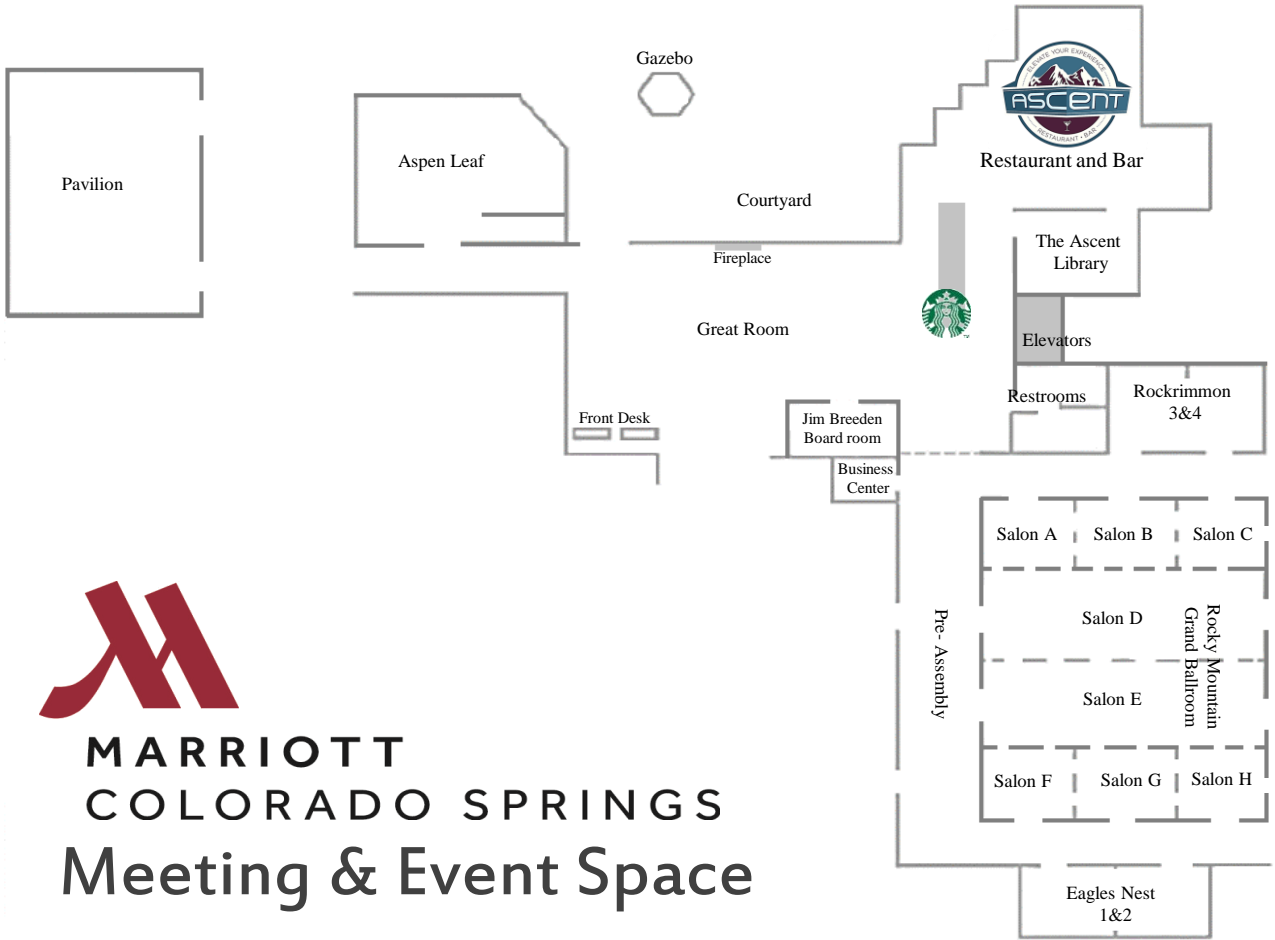 Gazebo
ELEVATE YOUR EXPERIENCE
ASCENT
RESTAURANT • BAR
Restaurant and Bar
Pavilion
Aspen Leaf
Courtyard
Fireplace
The Ascent
Library
Great Room
Elevators
Restrooms
Rockrimmon
3&4
Front Desk
Jim Breeden
Board room
Business
Center
Salon A
Salon B
Salon C
Pre- Assembly
Salon D
Rocky Mountain
Grand Ballroom
Salon E
Salon F
Salon G
Salon H
Eagles Nest
1&2
MARRIOTT
COLORADO SPRINGS
Meeting & Event Space